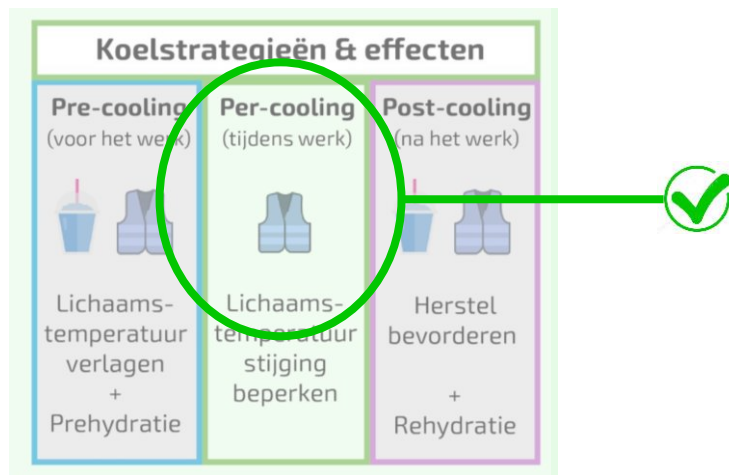 Koelstrategieën & effecten
Pre-cooling
(voor het werk)
Lichaams-
temperatuur
verlagen
+
Prehydratie
Per-cooling
(tijdens werk)
Lichaams-
temperatuur
stijging
beperken
Post-cooling
(na het werk)
Herstel
bevorderen
+
Rehydratie